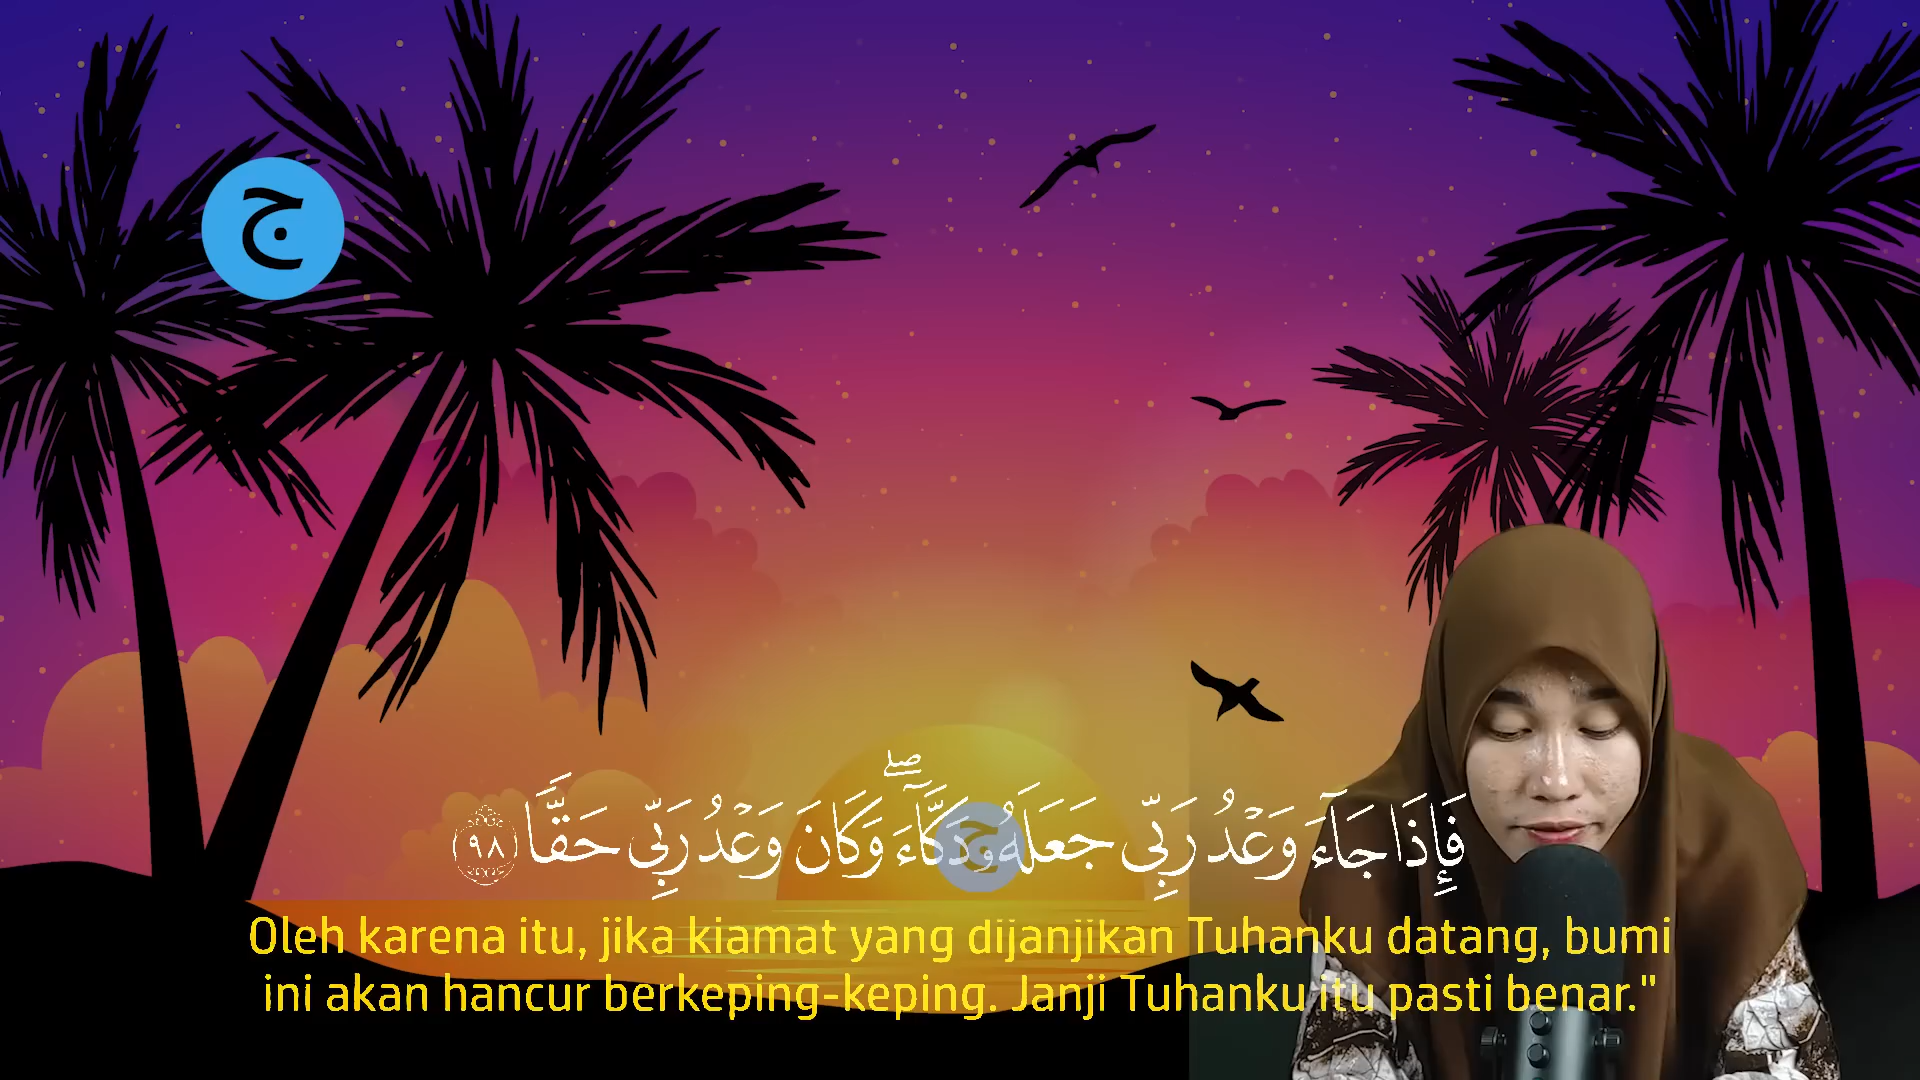 ج
فَإِذَا جَآءَ وَعۡدُ رَبِّى جَعَلَهُۥ دَكَّآءَۖ وَكَانَ وَعۡدُ رَبِّى حَقًّا ٩٨
ج
Oleh karena itu, jika kiamat yang dijanjikan Tuhanku datang, bumi
ini akan hancur berkeping-keping. Janji Tuhanku itu pasti benar."